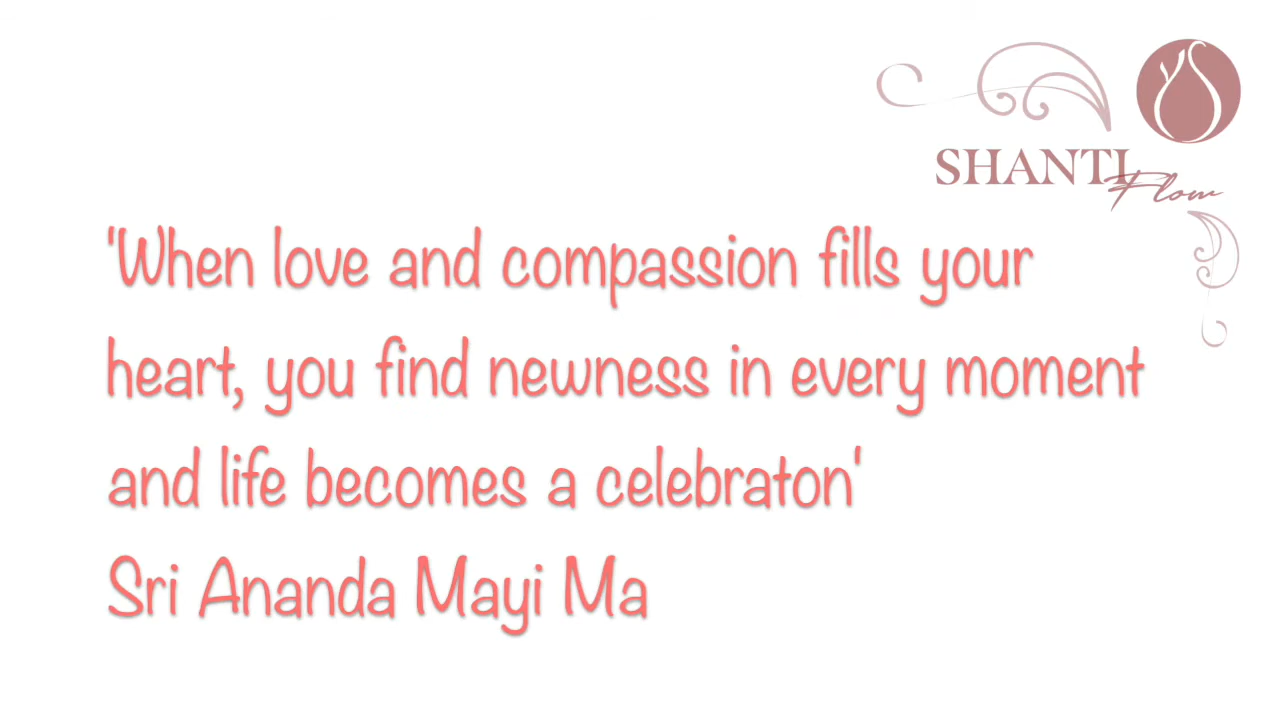 SHANTI
Flow
'When love and compassion fills your
heart, you find newness in every moment
and life becomes a celebraton'
Sri Ananda Mayi Ma